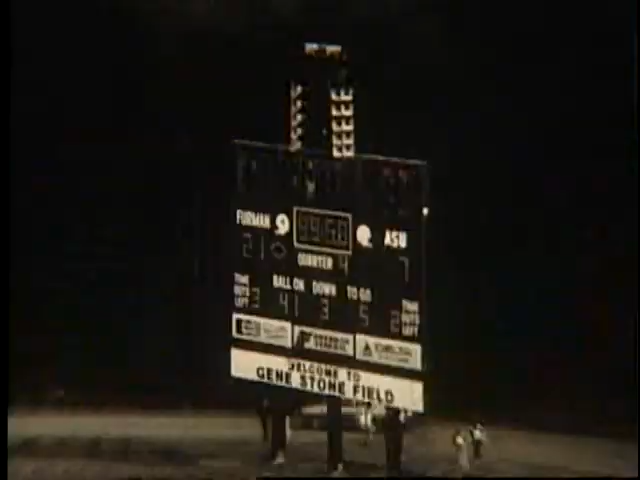 FURMAN ASU
21 7
QUARTER 4
TIME OUTS LEFT 3
BALL ON 41
DOWN 3
TO GO 5
TIME OUTS LEFT 2
WELCOME TO
GENE STONE FIELD